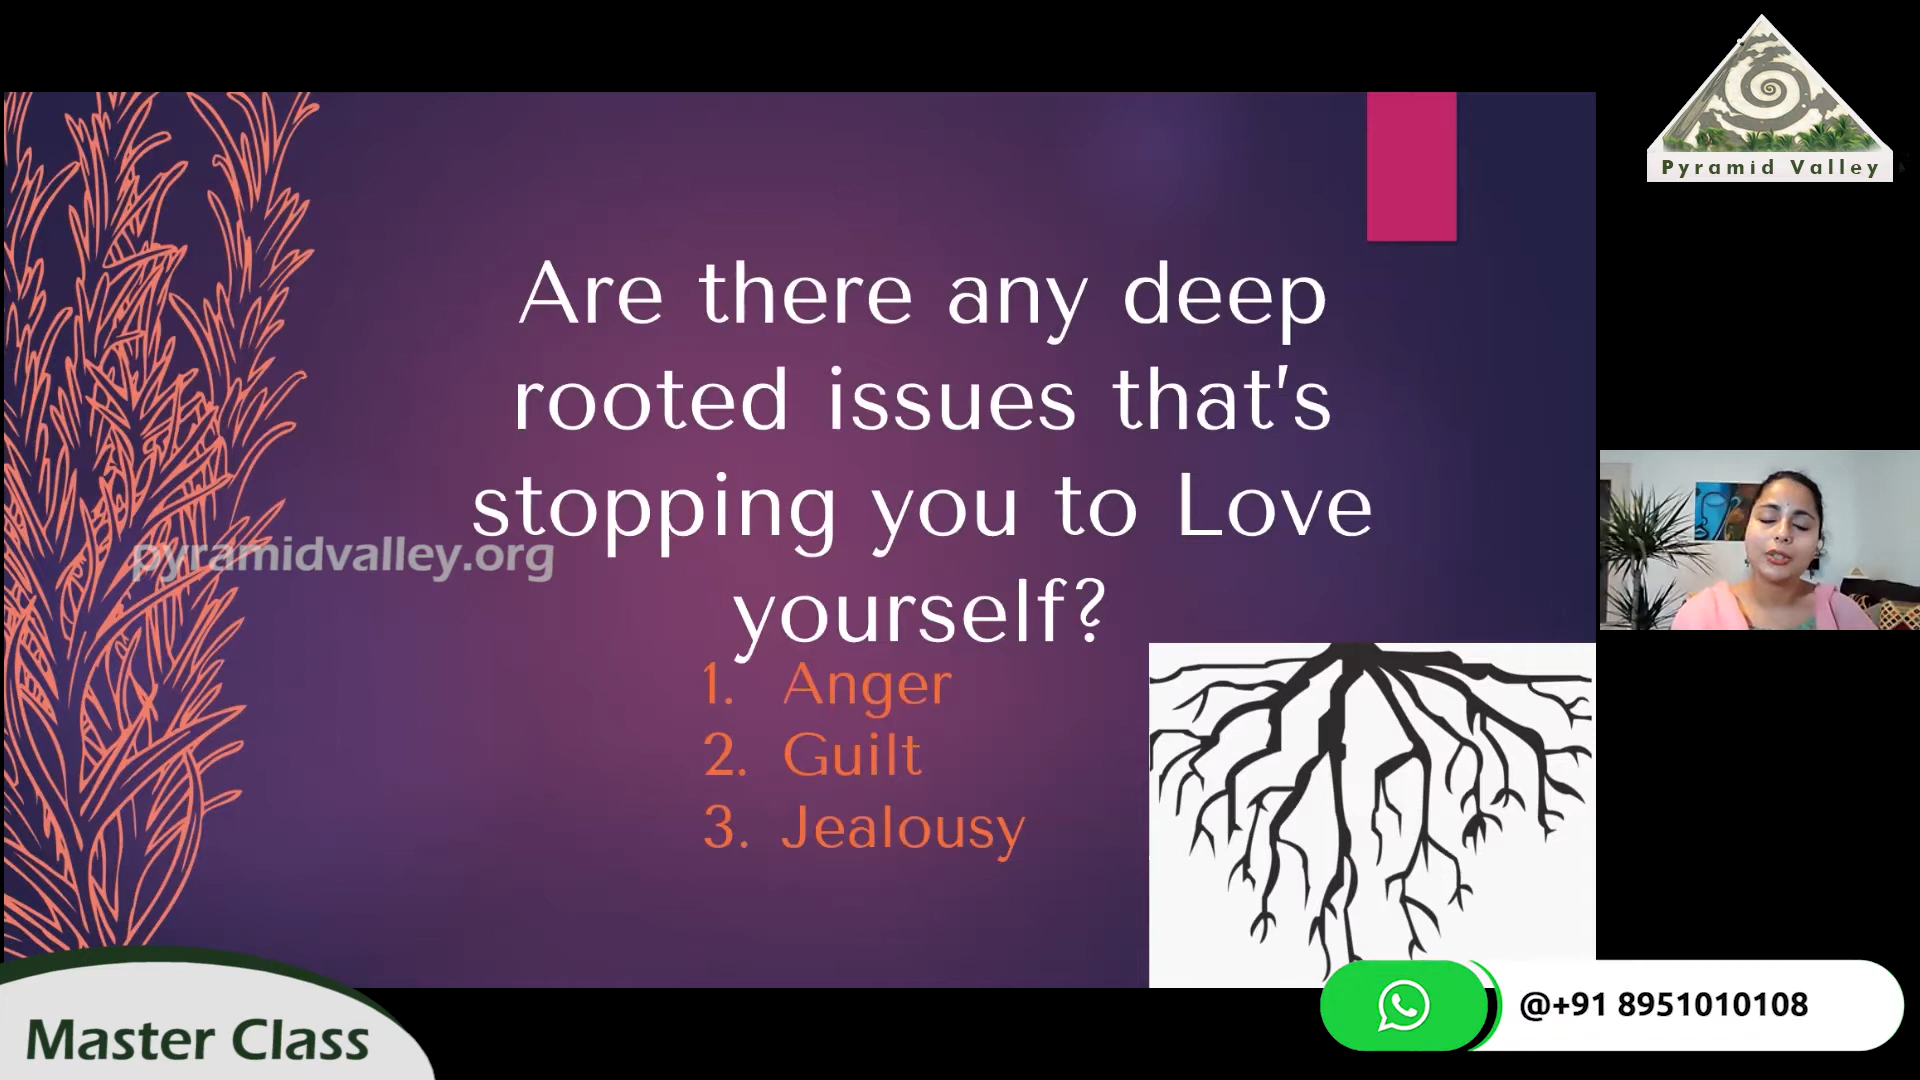 Pyramid Valley
Are there any deep
rooted issues that's
stopping you to Love
yourself?
pyramidvalley.org
1. Anger
2. Guilt
3. Jealousy
Master Class
@+91 8951010108